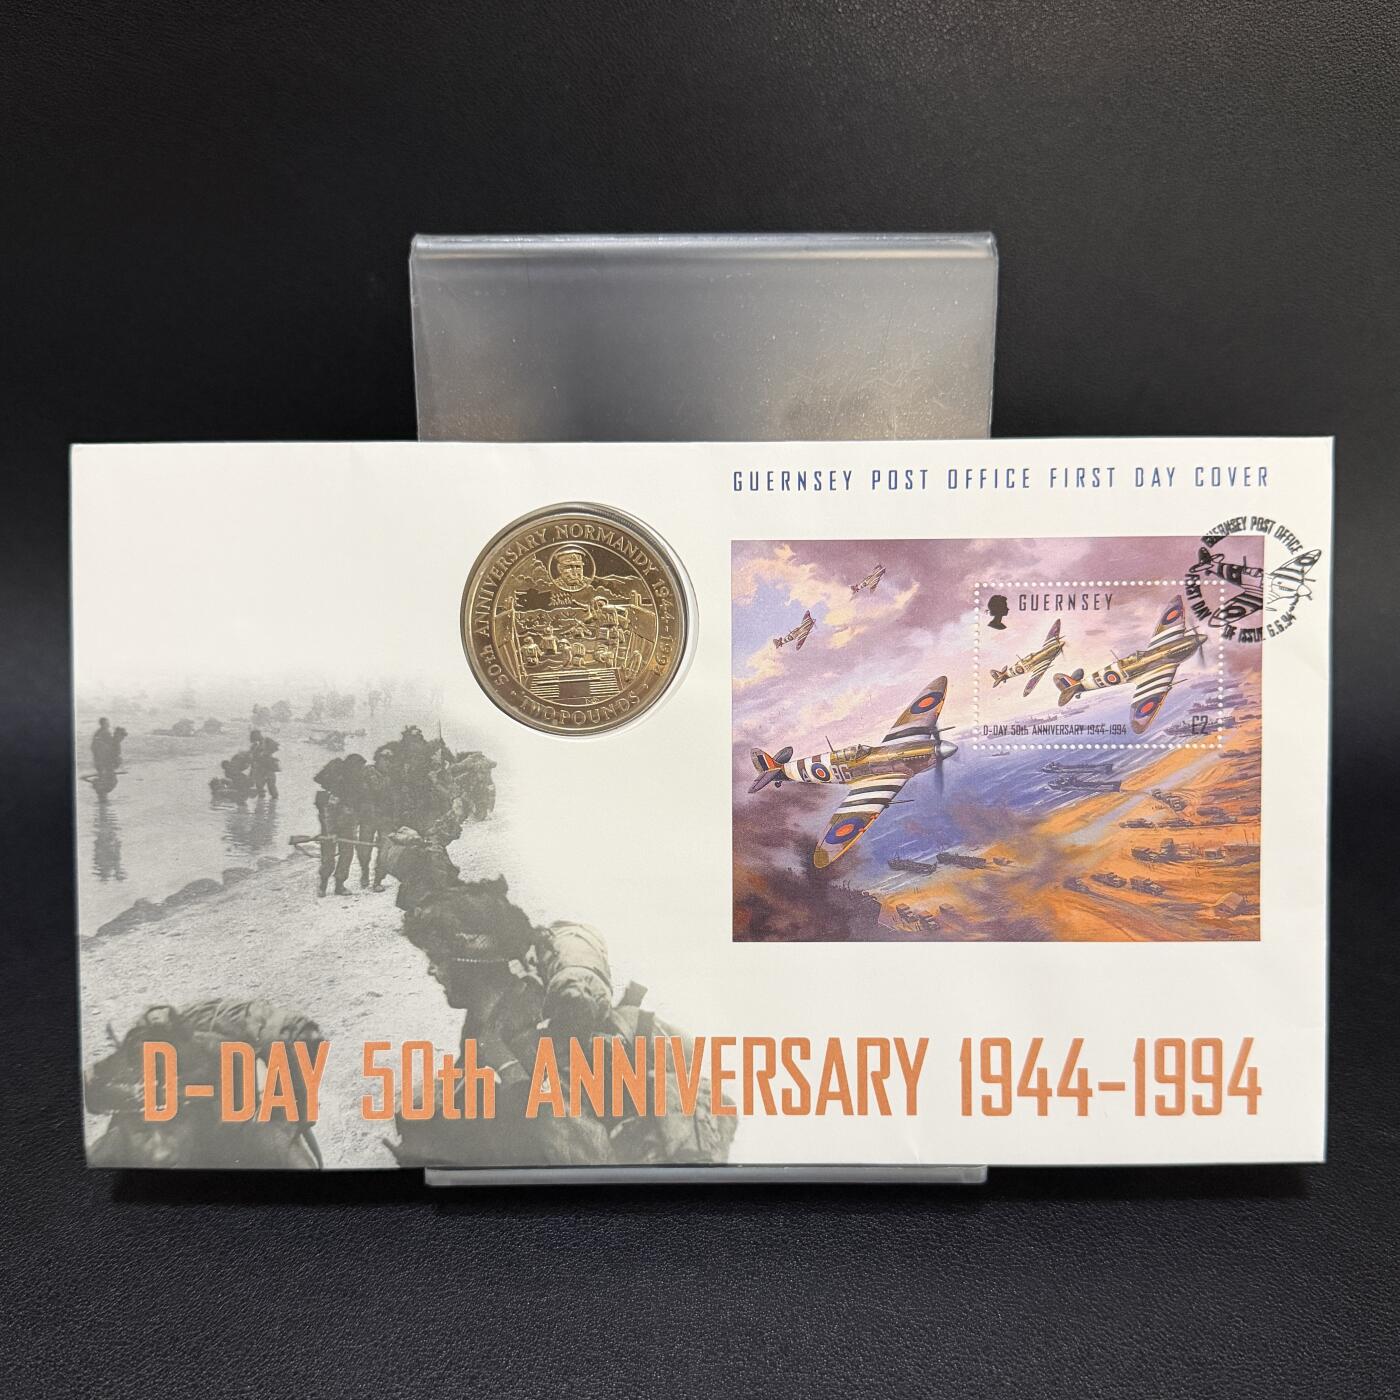 GUERNSEY POST OFFICE FIRST DAY COVER
50th ANNIVERSARY NORMANDY 1944-1994
TWO POUNDS
GUERNSEY
D-DAY 50th ANNIVERSARY 1944-1994
£2
GUERNSEY POST OFFICE
FIRST DAY OF ISSUE 6.6.94
D-DAY 50th ANNIVERSARY 1944-1994